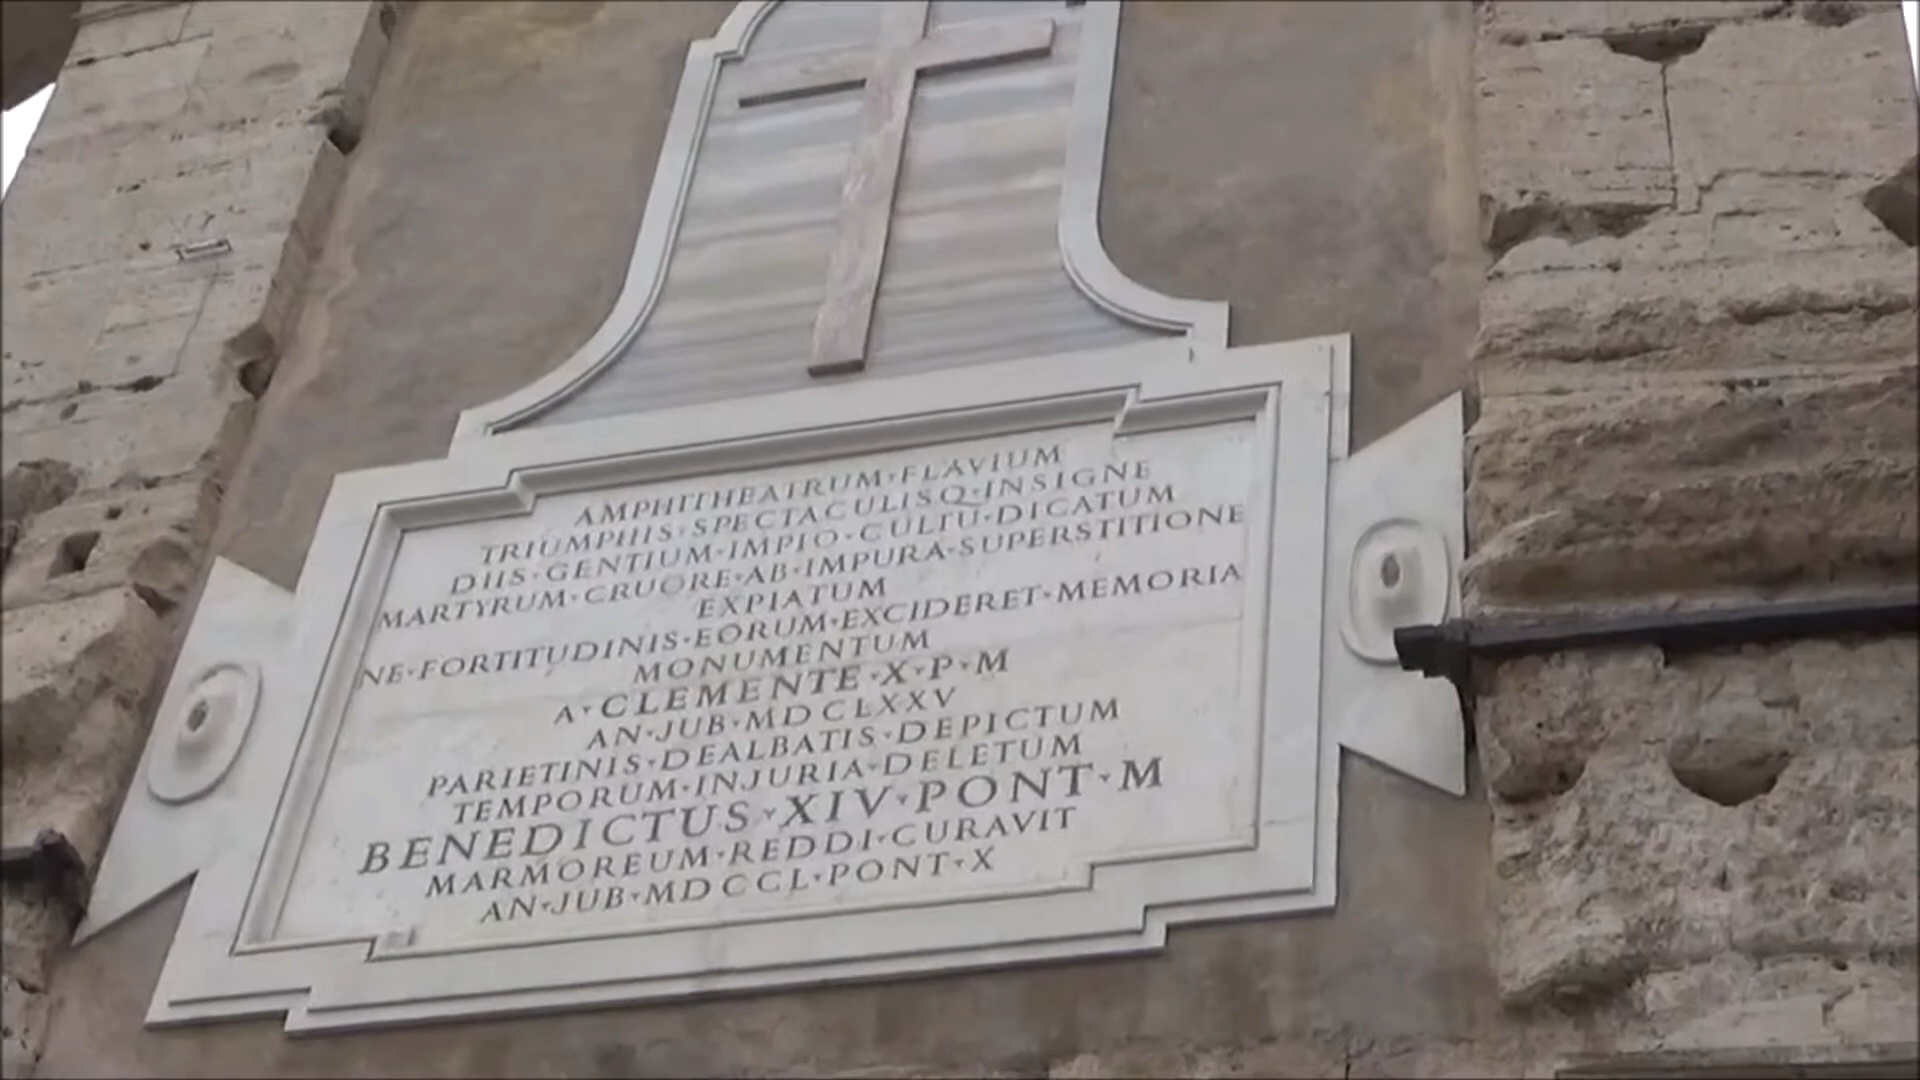 AMPHITHEATRUM·FLAVIUM
TRIUMPHIS·SPECTACULISQ·INSIGNE
DIIS·GENTIUM·IMPIO·CULTU·DICATUM
MARTYRUM·CRUORE·AB·IMPURA·SUPERSTITIONE
EXPIATUM
NE·FORTITUDINIS·EORUM·EXCIDERET·MEMORIA
MONUMENTUM
A·CLEMENTE·X·P·M
AN·JUB·MDCLXXV
PARIETINIS·DEALBATIS·DEPICTUM
TEMPORUM·INJURIA·DELETUM
BENEDICTUS·XIV·PONT·M
MARMOREUM·REDDI·CURAVIT
AN·JUB·MDCCL·PONT·X